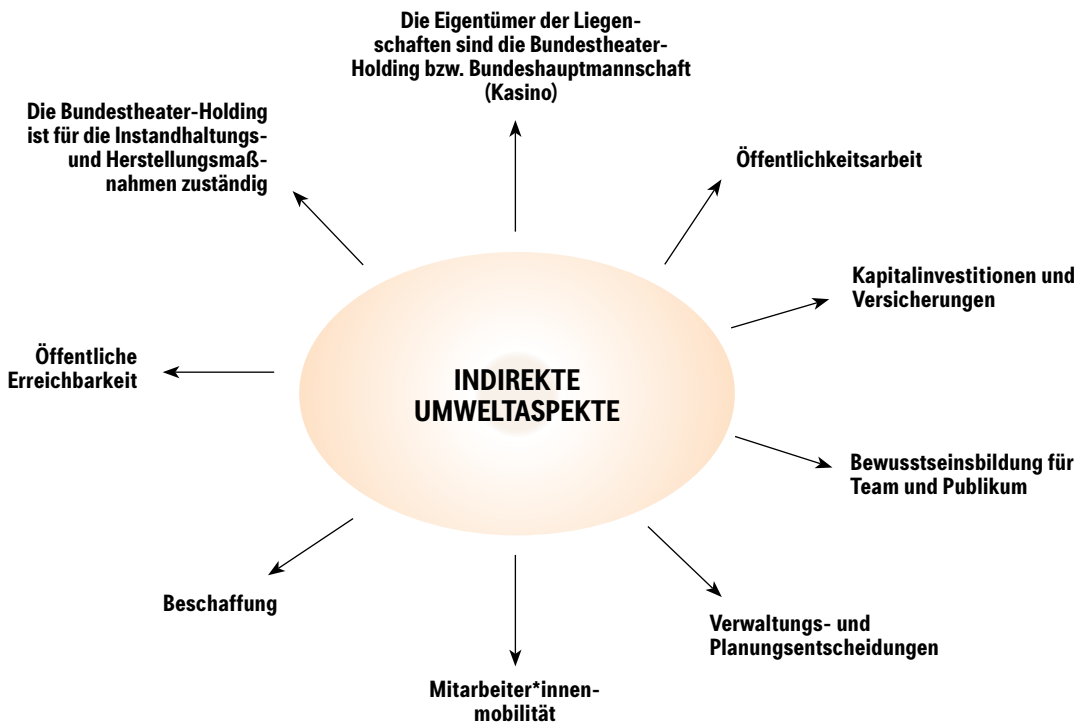 Die Eigentümer der Liegen-
schaften sind die Bundestheater-
Holding bzw. Bundeshauptmannschaft
(Kasino)
Die Bundestheater-Holding
ist für die Instandhaltungs-
und Herstellungsmaß-
nahmen zuständig
Öffentlichkeitsarbeit
Kapitalinvestitionen und
Versicherungen
Öffentliche
Erreichbarkeit
INDIREKTE
UMWELTASPEKTE
Bewusstseinsbildung für
Team und Publikum
Beschaffung
Verwaltungs- und
Planungsentscheidungen
Mitarbeiter*innen-
mobilität